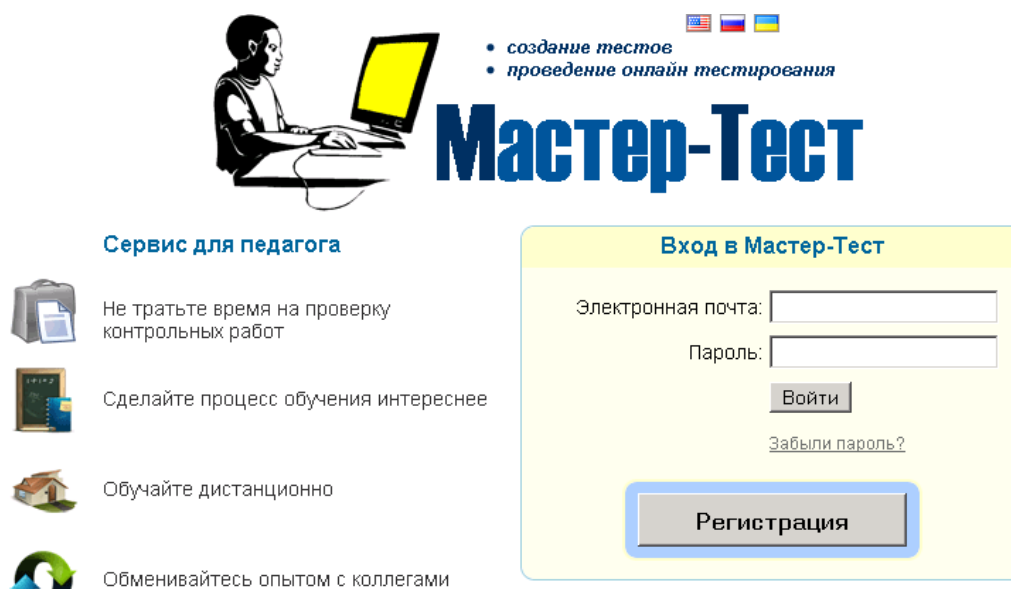 • создание тестов
• проведение онлайн тестирования
Мастер-Тест
Сервис для педагога
Не тратьте время на проверку
контрольных работ
Сделайте процесс обучения интереснее
Обучайте дистанционно
Обменивайтесь опытом с коллегами
Вход в Мастер-Тест
Электронная почта:
Пароль:
Войти
Забыли пароль?
Регистрация